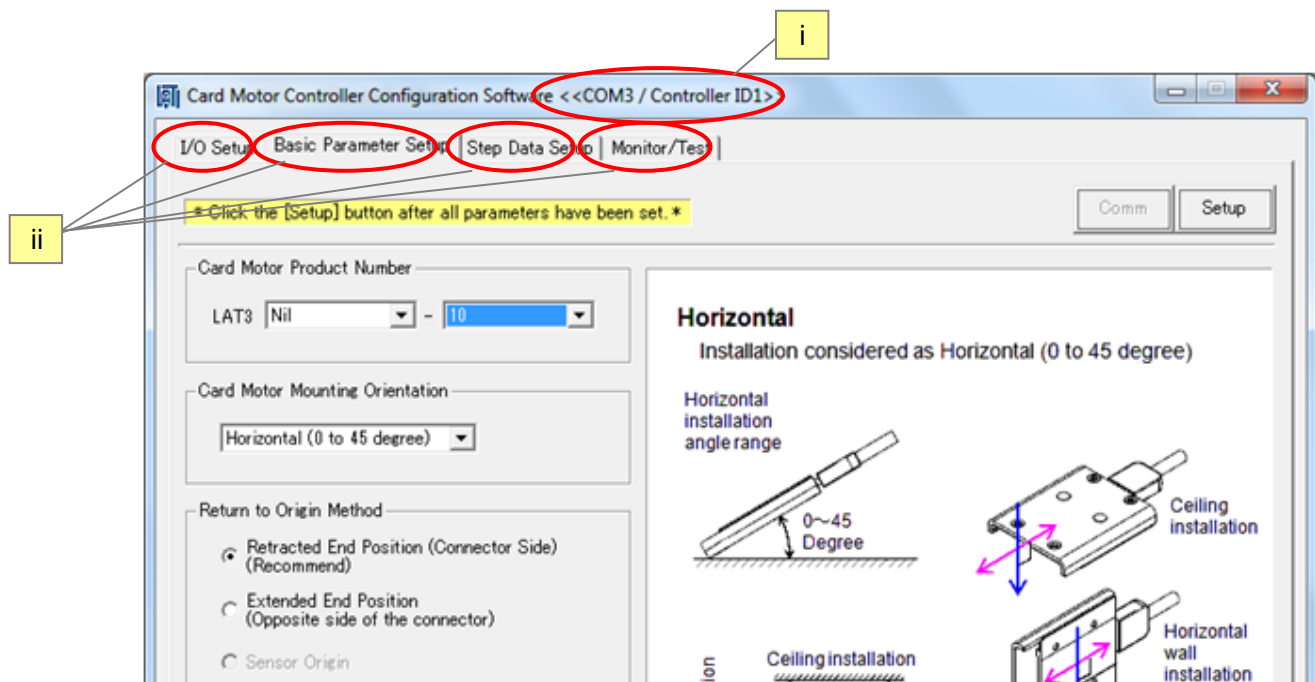 i
Card Motor Controller Configuration Software <<COM3 / Controller ID1>>
I/O Setup Basic Parameter Setup Step Data Setup Monitor/Test
ii
* Click the [Setup] button after all parameters have been set.*
Comm Setup
Card Motor Product Number
LAT3 Nil - 10
Card Motor Mounting Orientation
Horizontal (0 to 45 degree)
Return to Origin Method
Retracted End Position (Connector Side)
(Recommend)
Extended End Position
(Opposite side of the connector)
Sensor Origin
Horizontal
Installation considered as Horizontal (0 to 45 degree)
Horizontal
installation
angle range
0~45
Degree
Ceiling
installation
Ceiling installation
Horizontal
wall
installation